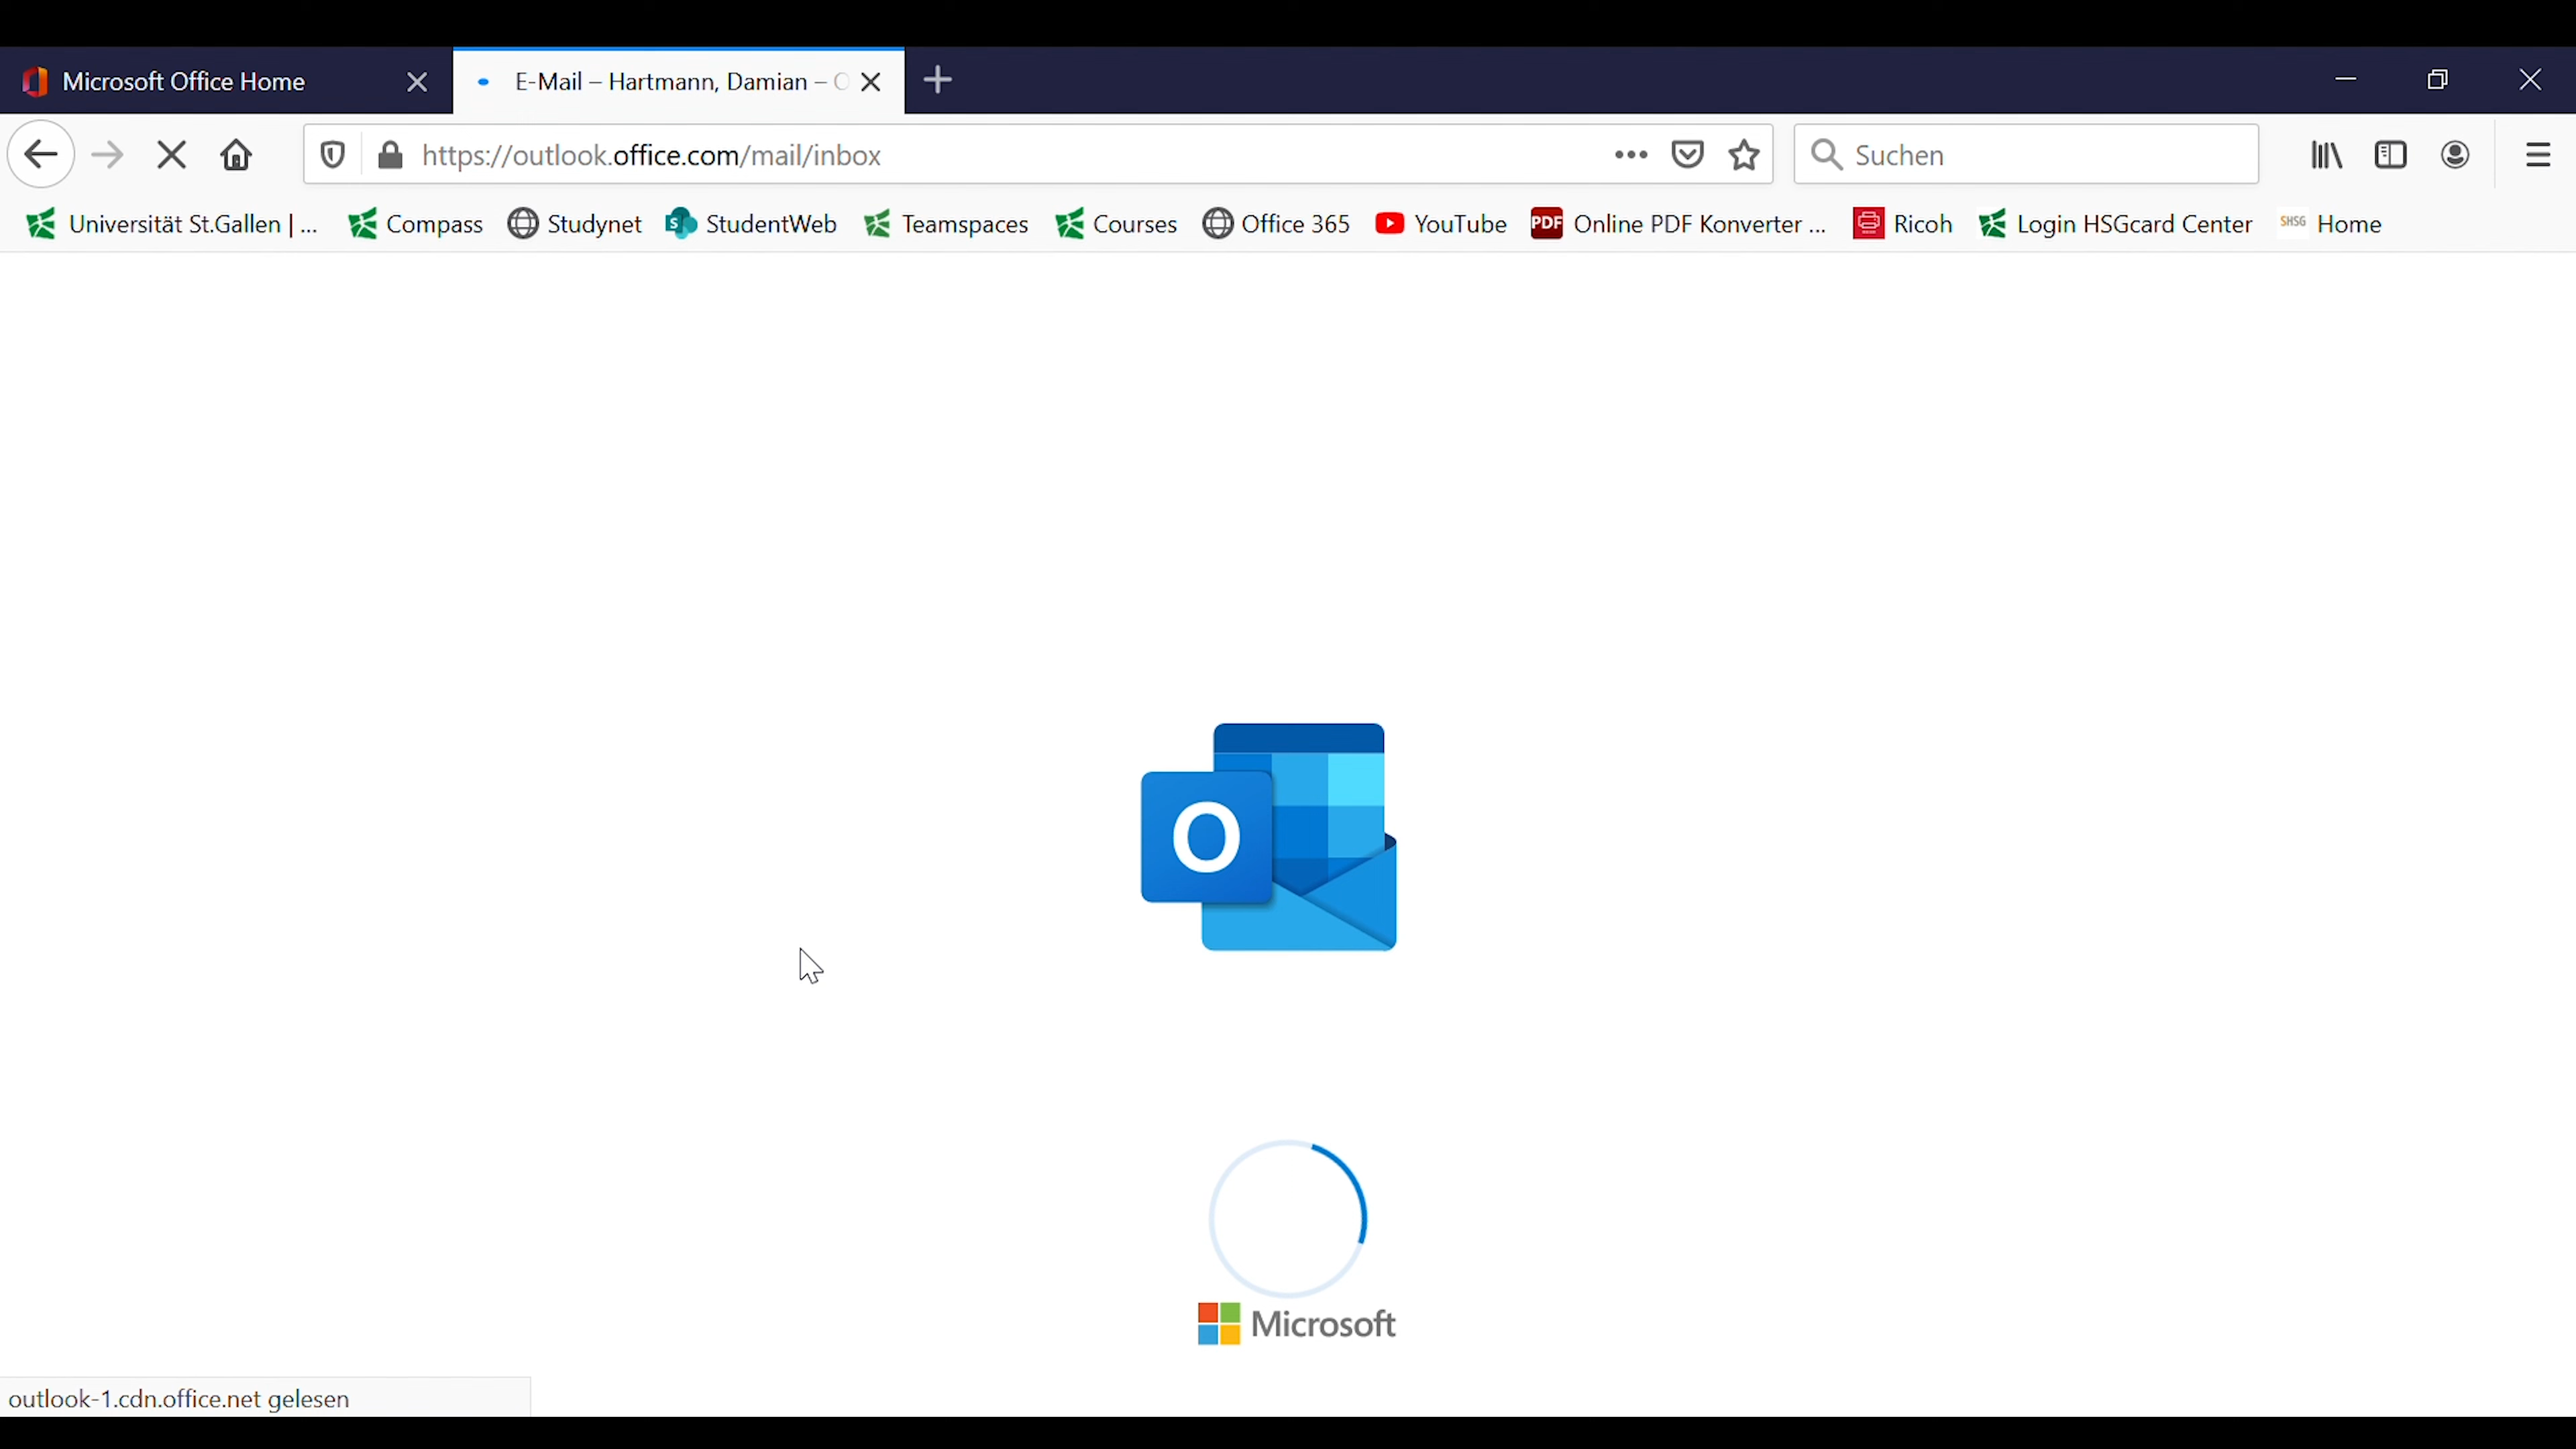 Microsoft Office Home
E-Mail – Hartmann, Damian – O
https://outlook.office.com/mail/inbox
Suchen
Universität St.Gallen | ...
Compass
Studynet
S
StudentWeb
Teamspaces
Courses
Office 365
YouTube
PDF
Online PDF Konverter ...
Ricoh
Login HSGcard Center
SHSG
Home
O
Microsoft
outlook-1.cdn.office.net gelesen